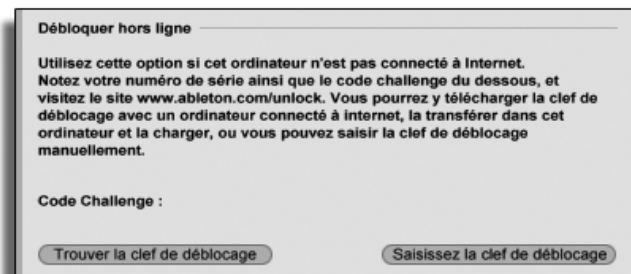 Débloquer hors ligne
Utilisez cette option si cet ordinateur n'est pas connecté à Internet.
Notez votre numéro de série ainsi que le code challenge du dessous, et
visitez le site www.ableton.com/unlock. Vous pourrez y télécharger la clef de
déblocage avec un ordinateur connecté à internet, la transférer dans cet
ordinateur et la charger, ou vous pouvez saisir la clef de déblocage
manuellement.
Code Challenge :
Trouver la clef de déblocage
Saisissez la clef de déblocage